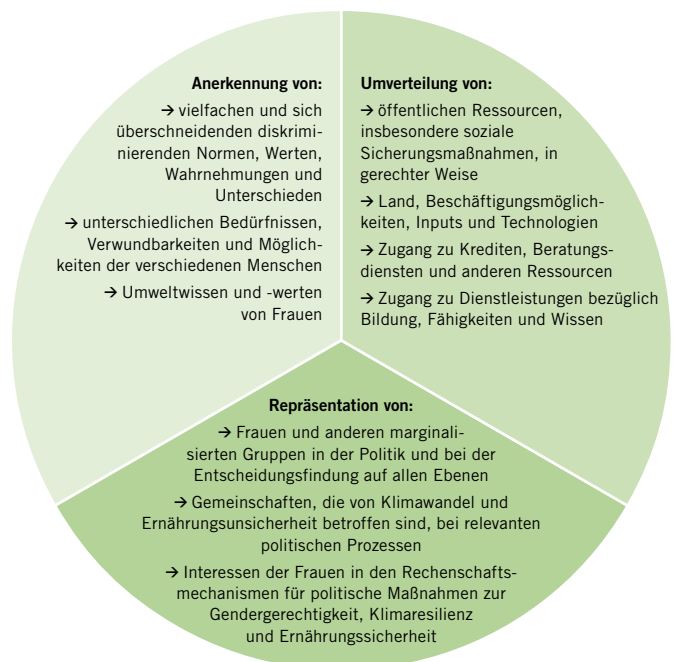 Anerkennung von:
→ vielfachen und sich
überschneidenden diskrimi-
nierenden Normen, Werten,
Wahrnehmungen und
Unterschieden
→ unterschiedlichen Bedürfnissen,
Verwundbarkeiten und Möglich-
keiten der verschiedenen Menschen
→ Umweltwissen und -werten
von Frauen
Umverteilung von:
→ öffentlichen Ressourcen,
insbesondere soziale
Sicherungsmaßnahmen, in
gerechter Weise
→ Land, Beschäftigungsmöglich-
keiten, Inputs und Technologien
→ Zugang zu Krediten, Beratungs-
diensten und anderen Ressourcen
→ Zugang zu Dienstleistungen bezüglich
Bildung, Fähigkeiten und Wissen
Repräsentation von:
→ Frauen und anderen marginali-
sierten Gruppen in der Politik und bei der
Entscheidungsfindung auf allen Ebenen
→ Gemeinschaften, die von Klimawandel und
Ernährungsunsicherheit betroffen sind, bei relevanten
politischen Prozessen
→ Interessen der Frauen in den Rechenschafts-
mechanismen für politische Maßnahmen zur
Gendergerechtigkeit, Klimaresilienz
und Ernährungssicherheit